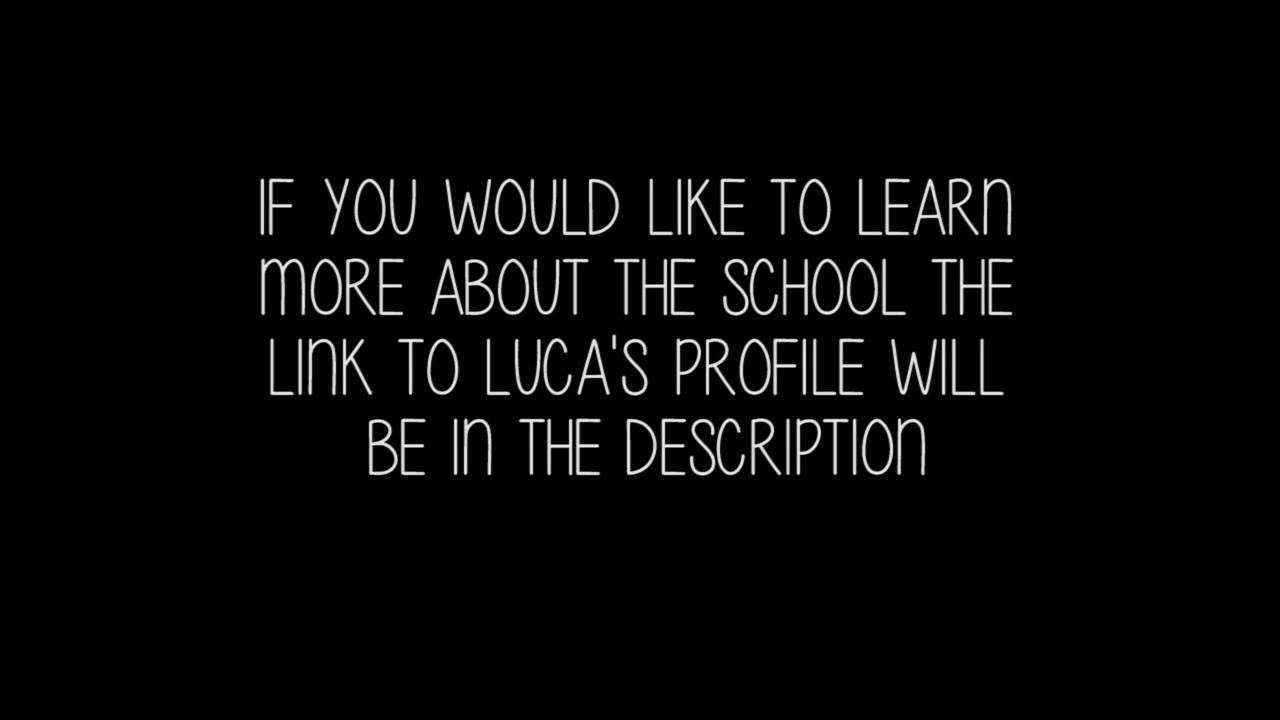 IF YOU WOULD LIKE TO LEARN
MORE ABOUT THE SCHOOL THE
LINK TO LUCA'S PROFILE WILL
BE IN THE DESCRIPTION